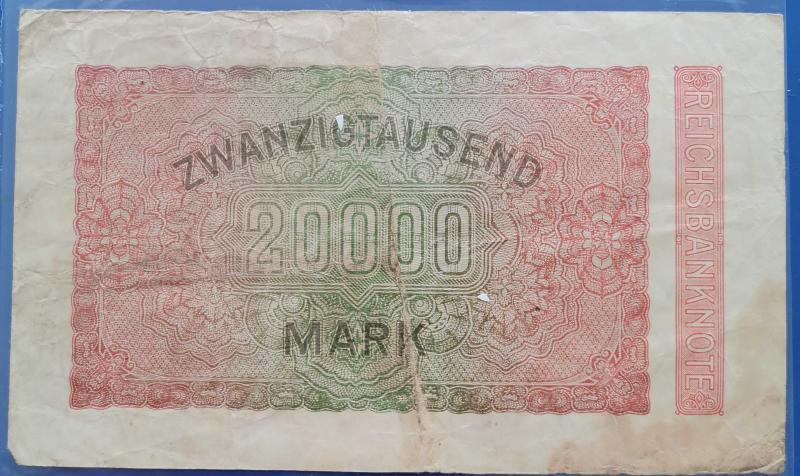 ZWANZIGTAUSEND
20000
MARK
REICHSBANKNOTE